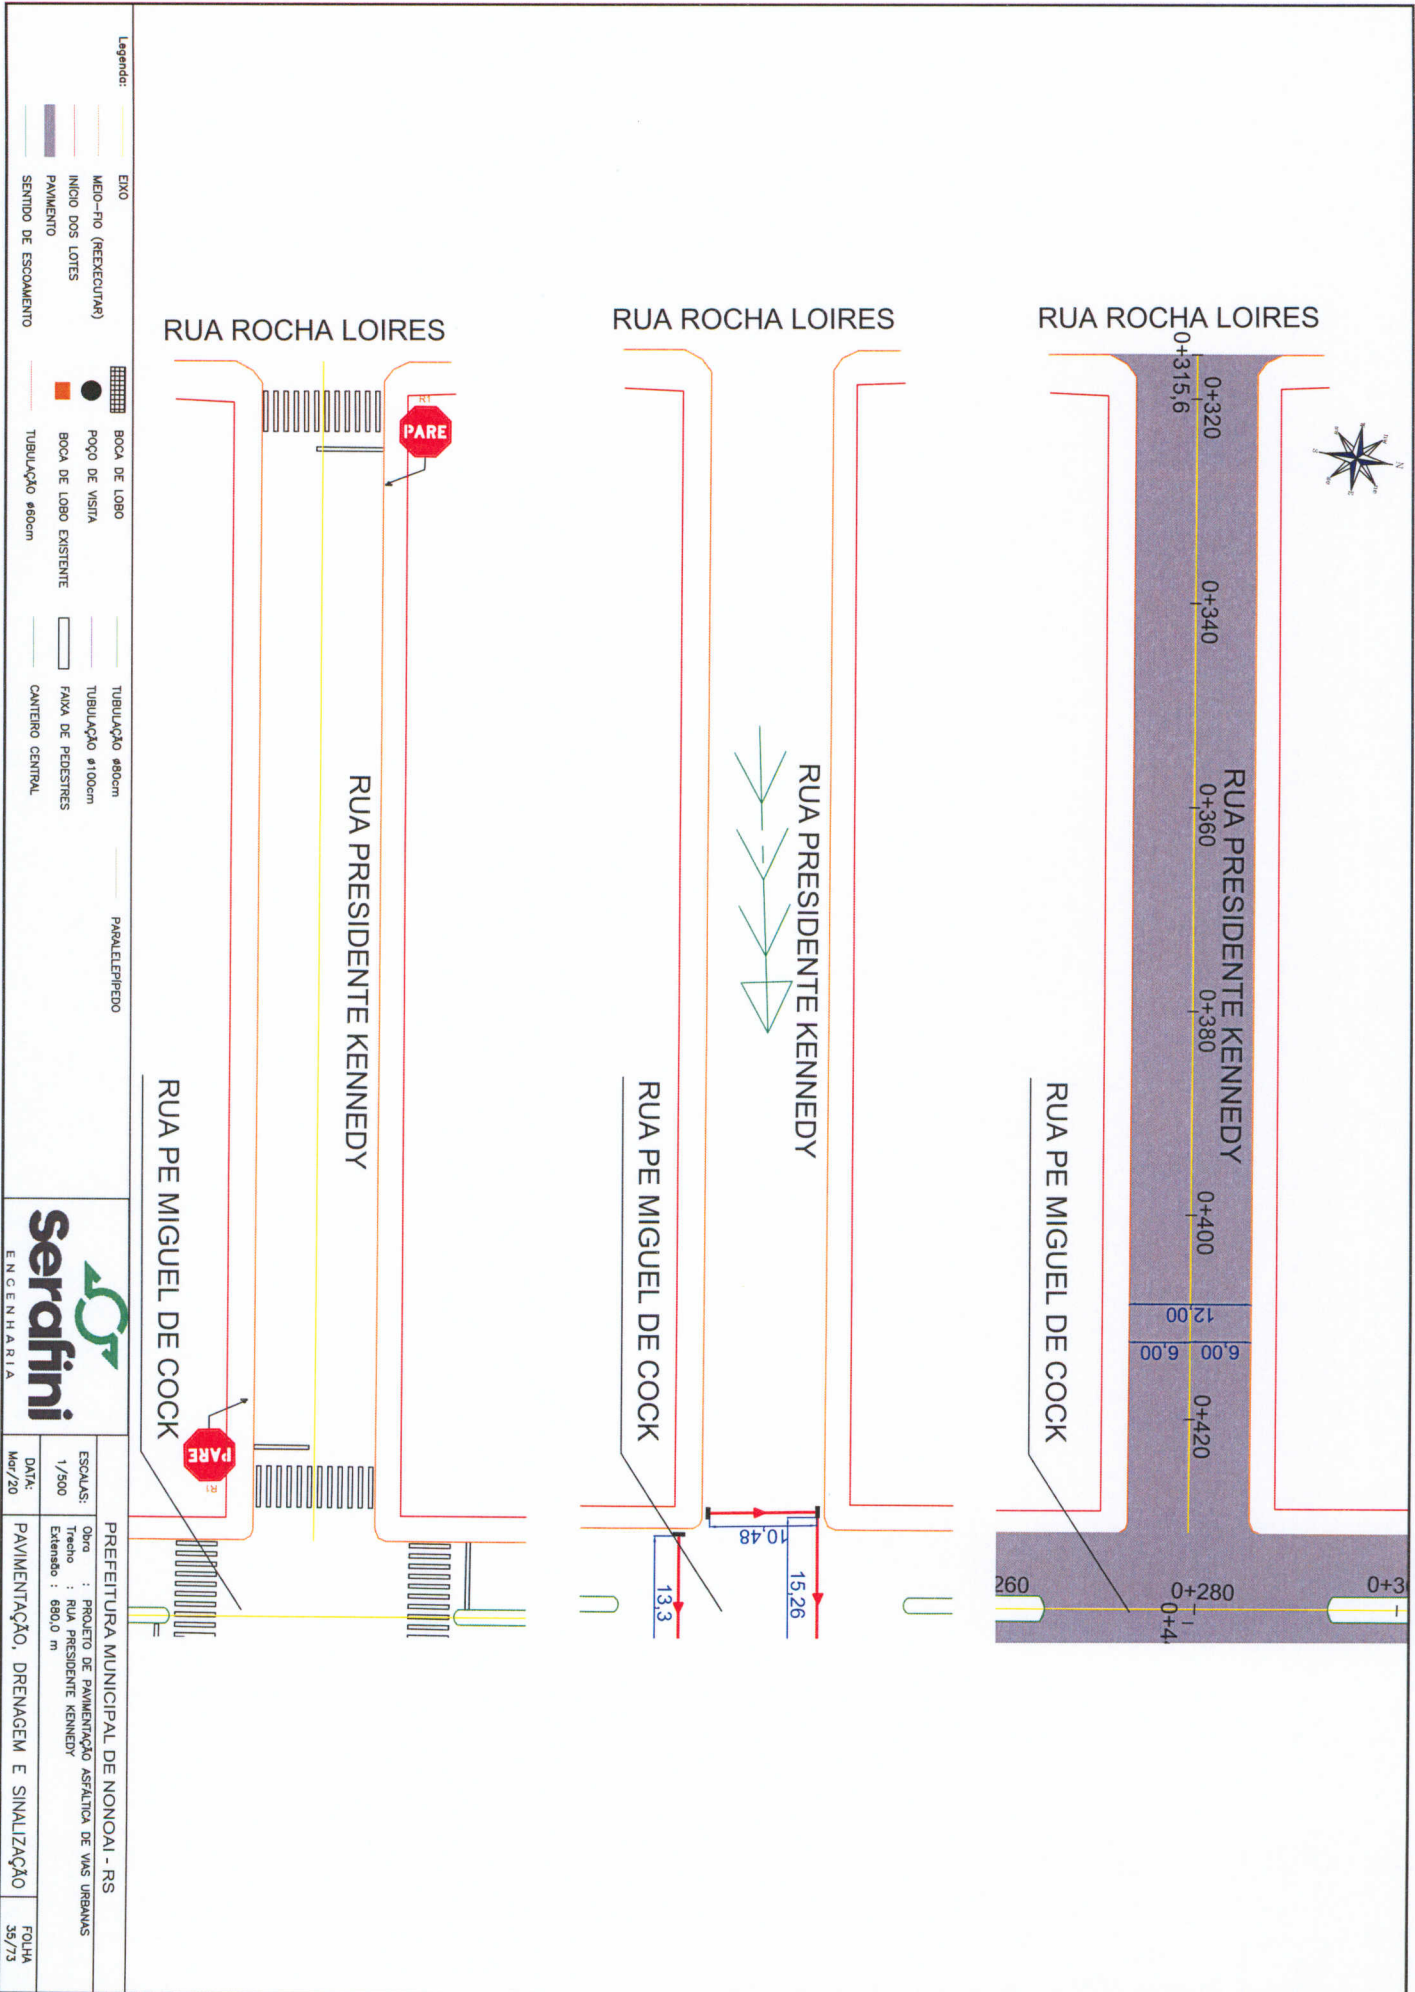 N
RUA ROCHA LOIRES
0+315,6
0+320
0+340
0+360
0+380
0+400
0+420
RUA PRESIDENTE KENNEDY
12,00
6,00
6,00
RUA PE MIGUEL DE COCK
260
0+280
RUA ROCHA LOIRES
RUA PRESIDENTE KENNEDY
RUA PE MIGUEL DE COCK
10,48
15,26
13,3
RUA ROCHA LOIRES
R1
PARE
RUA PRESIDENTE KENNEDY
RUA PE MIGUEL DE COCK
PARE
R1
Legenda:
EIXO
MEIO-FIO (REEXECUTAR)
INÍCIO DOS LOTES
PAVIMENTO
SENTIDO DE ESCOAMENTO
BOCA DE LOBO
POÇO DE VISITA
BOCA DE LOBO EXISTENTE
TUBULAÇÃO ø60cm
TUBULAÇÃO ø80cm
TUBULAÇÃO ø100cm
FAIXA DE PEDESTRES
CANTEIRO CENTRAL
PARALELEPÍPEDO
serafini
ENGENHARIA
PREFEITURA MUNICIPAL DE NONOAI - RS
ESCALAS:
1/500
Obra : PROJETO DE PAVIMENTAÇÃO ASFÁLTICA DE VIAS URBANAS
Trecho : RUA PRESIDENTE KENNEDY
Extensão : 680,0 m
DATA:
Mar/20
PAVIMENTAÇÃO, DRENAGEM E SINALIZAÇÃO
FOLHA
35/73